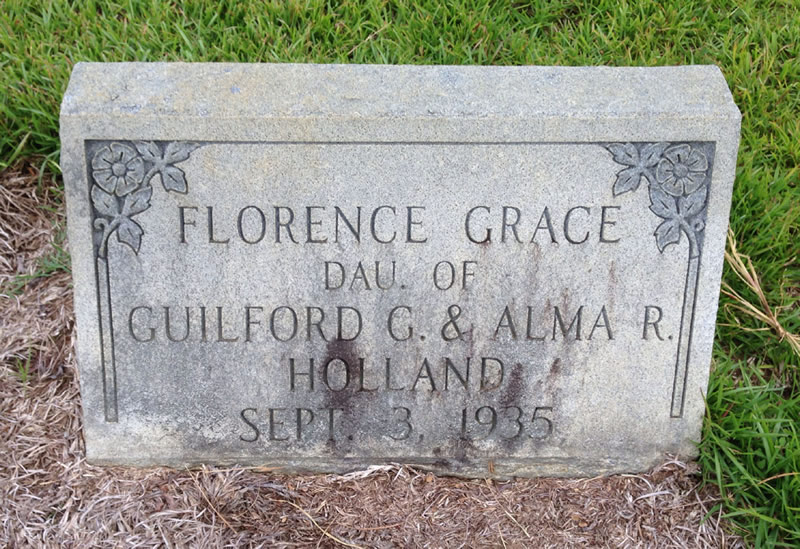 FLORENCE GRACE
DAU. OF
GUILFORD G. & ALMA R.
HOLLAND
SEPT. 3, 1935